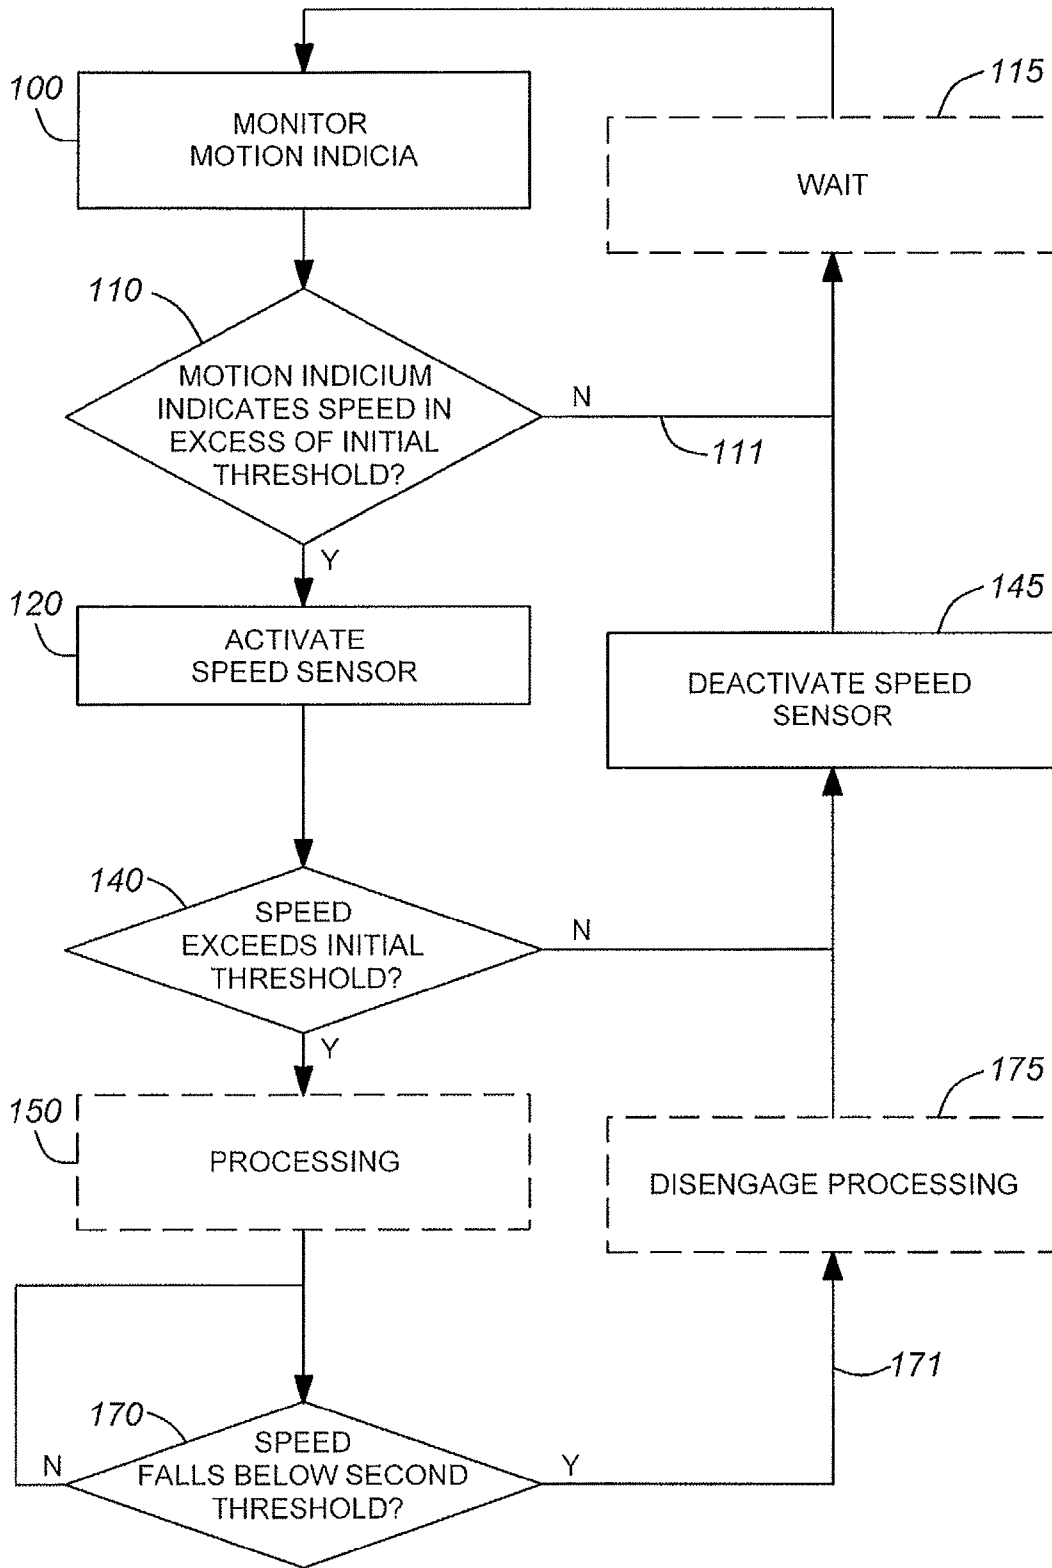 100
MONITOR
MOTION INDICIA
115
WAIT
110
MOTION INDICIUM
INDICATES SPEED IN
EXCESS OF INITIAL
THRESHOLD?
N
111
Y
120
ACTIVATE
SPEED SENSOR
145
DEACTIVATE SPEED
SENSOR
140
SPEED
EXCEEDS INITIAL
THRESHOLD?
N
Y
150
PROCESSING
175
DISENGAGE PROCESSING
171
170
SPEED
FALLS BELOW SECOND
THRESHOLD?
N
Y